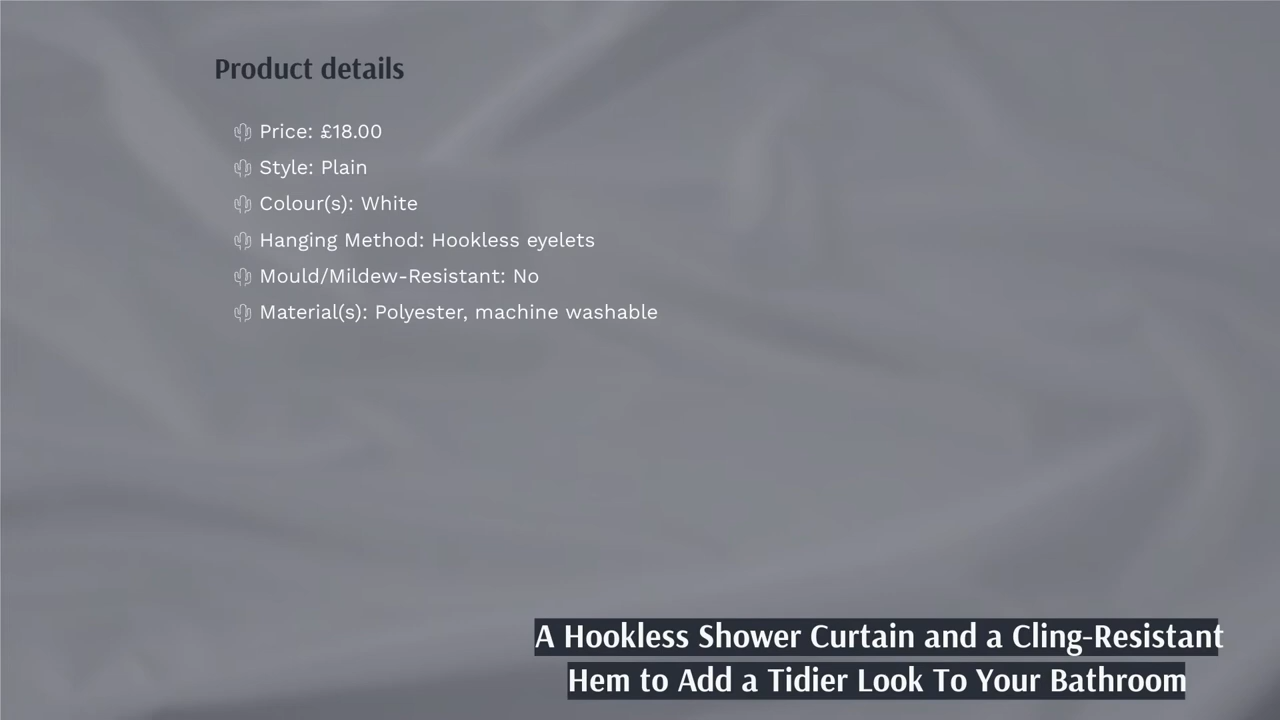 Product details
Price: £18.00
Style: Plain
Colour(s): White
Hanging Method: Hookless eyelets
Mould/Mildew-Resistant: No
Material(s): Polyester, machine washable
A Hookless Shower Curtain and a Cling-Resistant
Hem to Add a Tidier Look To Your Bathroom